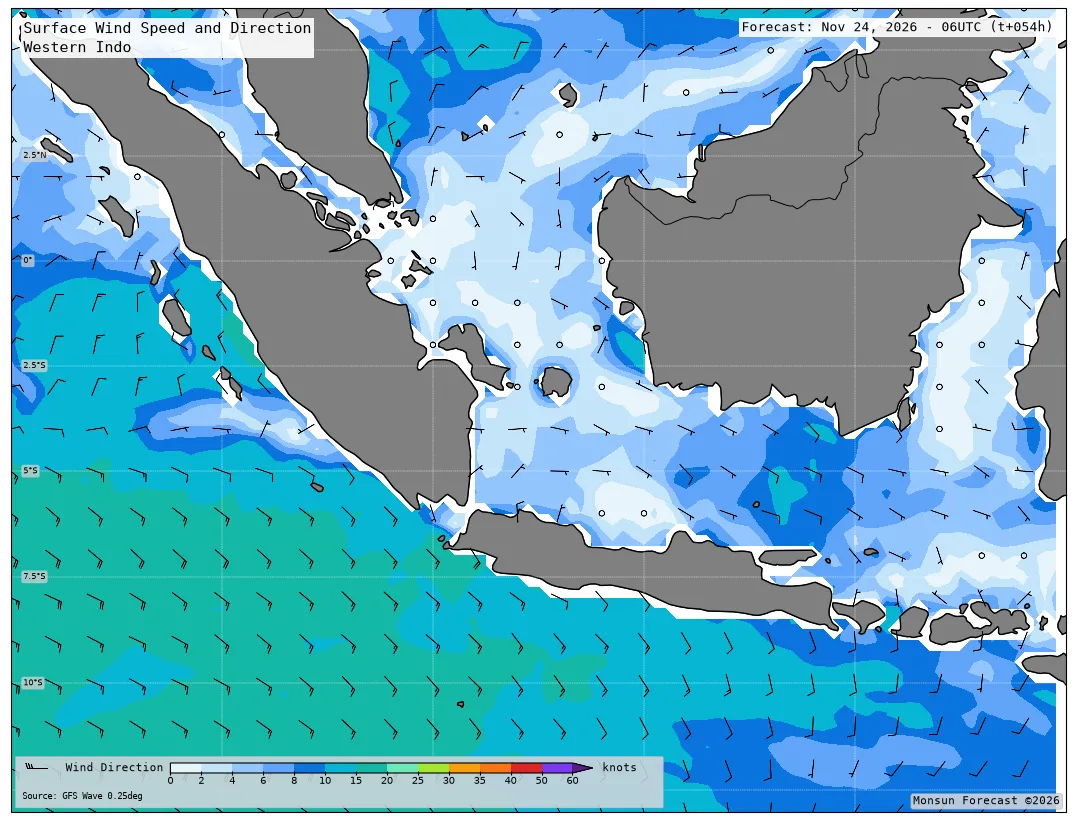 Surface Wind Speed and Direction
Western Indo
Forecast: Nov 24, 2026 - 06UTC (t+054h)
2.5°N
0°
2.5°S
5°S
7.5°S
10°S
Wind Direction
0 2 4 6 8 10 15 20 25 30 35 40 50 60
knots
Source: GFS Wave 0.25deg
Monsun Forecast ©2026